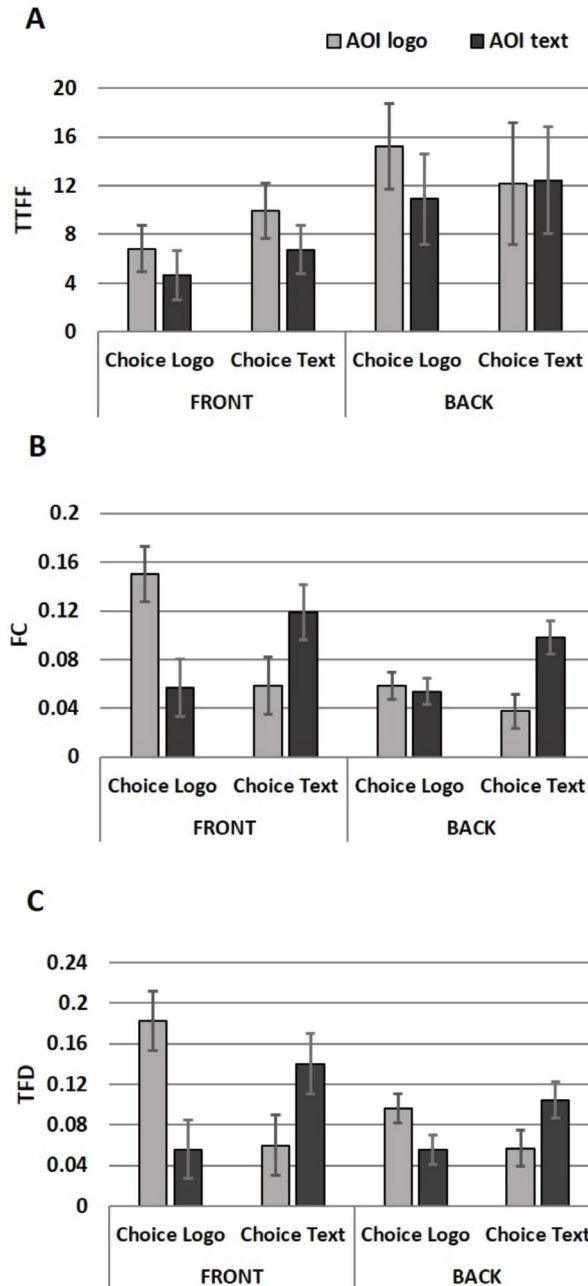 A
AOI logo AOI text
20
16
12
8
4
0
TTFF
Choice Logo Choice Text Choice Logo Choice Text
FRONT BACK
B
0.2
0.16
0.12
0.08
0.04
0
FC
Choice Logo Choice Text Choice Logo Choice Text
FRONT BACK
C
0.24
0.2
0.16
0.12
0.08
0.04
0
TFD
Choice Logo Choice Text Choice Logo Choice Text
FRONT BACK